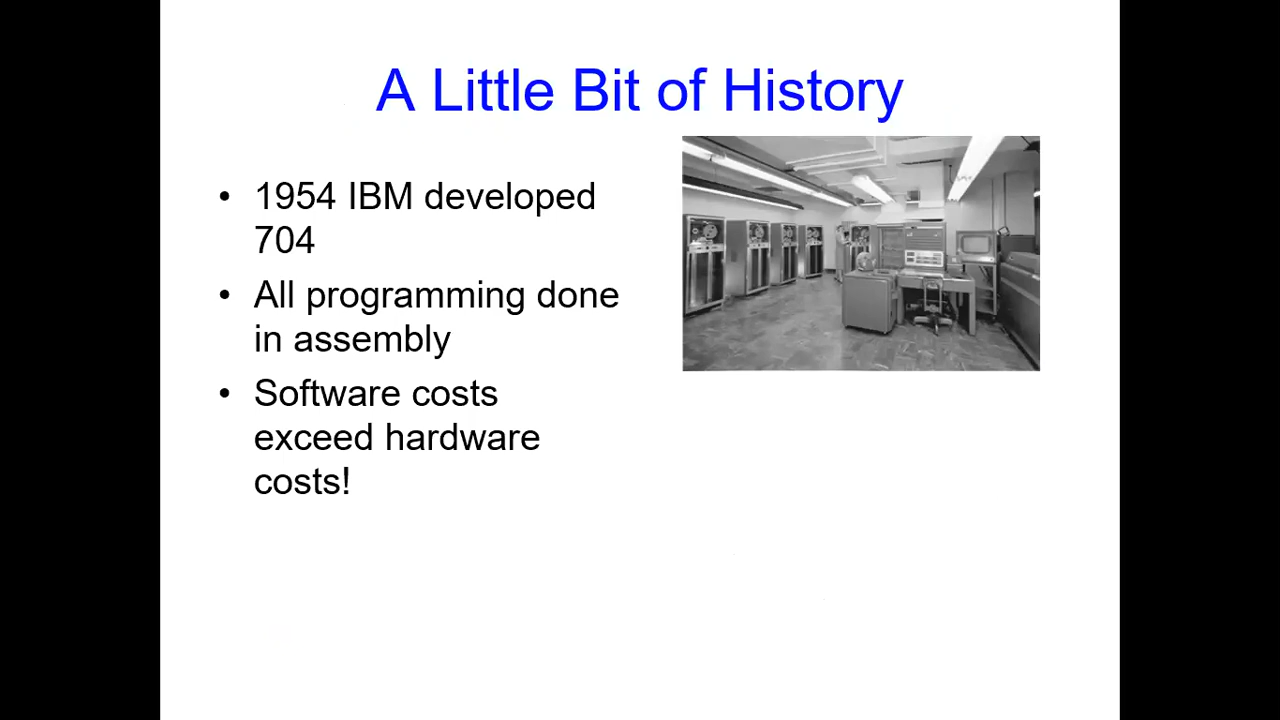 A Little Bit of History
• 1954 IBM developed
704
• All programming done
in assembly
• Software costs
exceed hardware
costs!